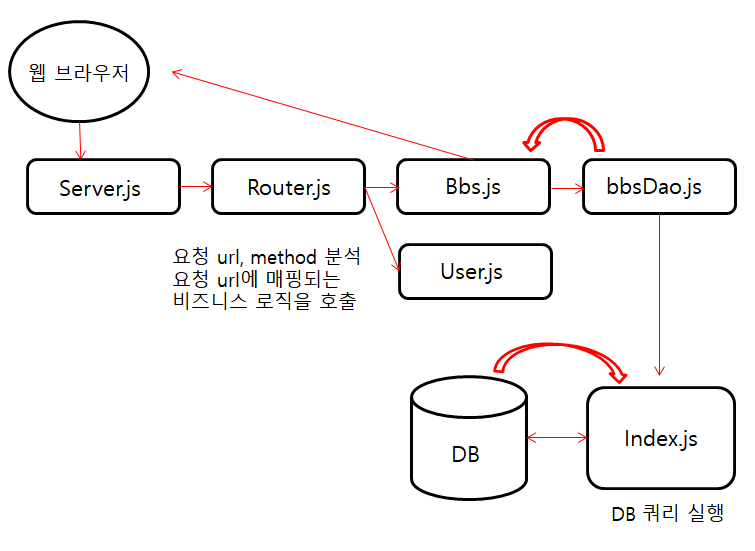 웹 브라우저
Server.js
Router.js
Bbs.js
bbsDao.js
요청 url, method 분석
요청 url에 매핑되는
비즈니스 로직을 호출
User.js
DB
Index.js
DB 쿼리 실행